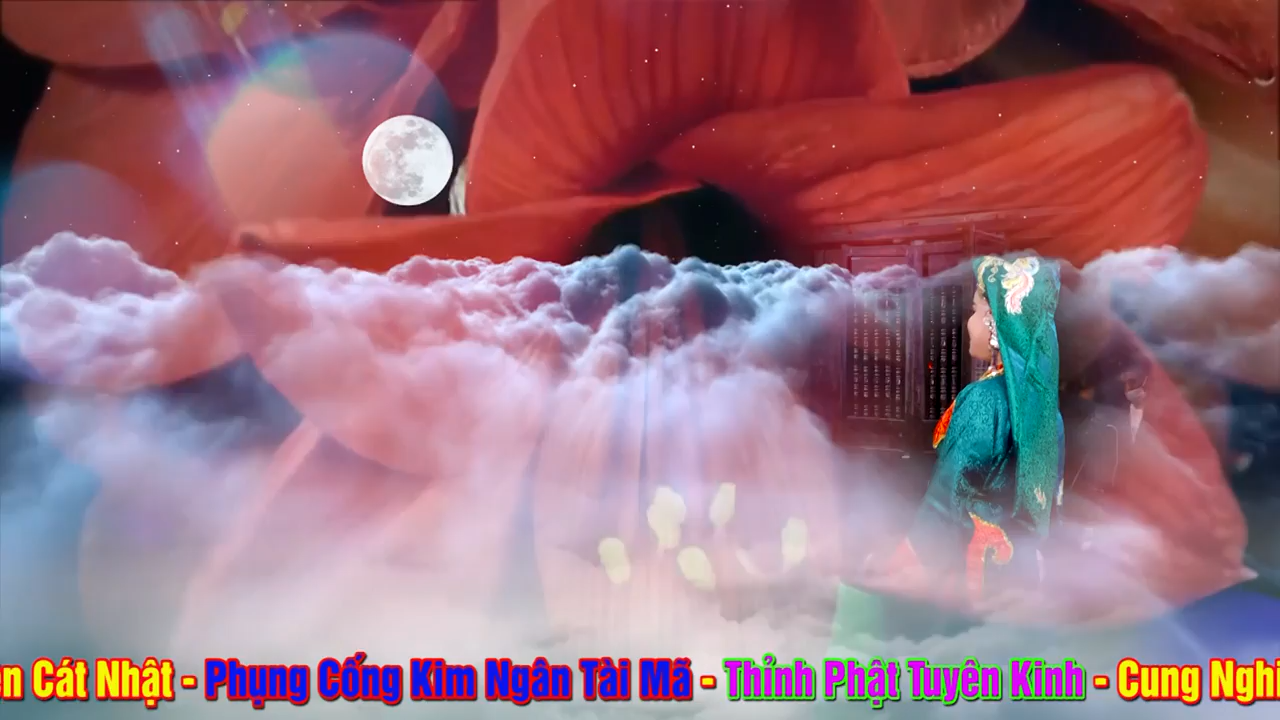 Cát Nhật - Phụng Cống Kim Ngân Tài Mã - Thỉnh Phật Tuyên Kinh - Cung